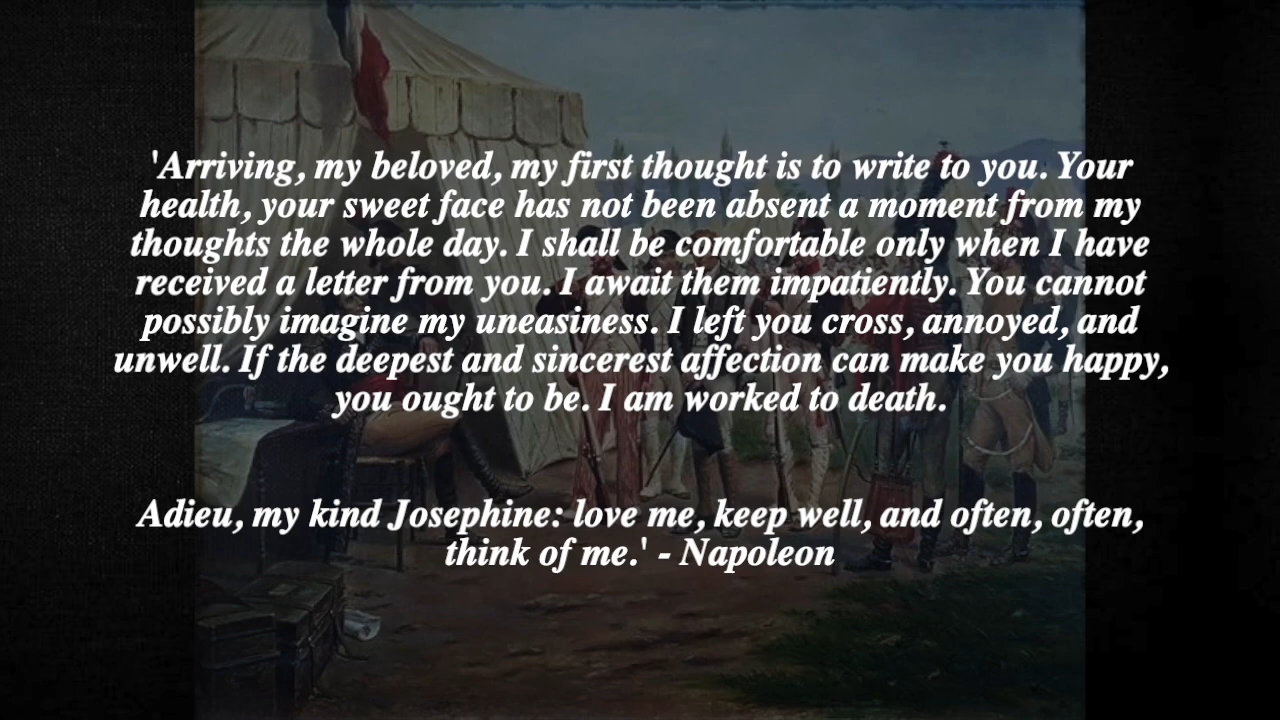 'Arriving, my beloved, my first thought is to write to you. Your
health, your sweet face has not been absent a moment from my
thoughts the whole day. I shall be comfortable only when I have
received a letter from you. I await them impatiently. You cannot
possibly imagine my uneasiness. I left you cross, annoyed, and
unwell. If the deepest and sincerest affection can make you happy,
you ought to be. I am worked to death.
Adieu, my kind Josephine: love me, keep well, and often, often,
think of me.' - Napoleon